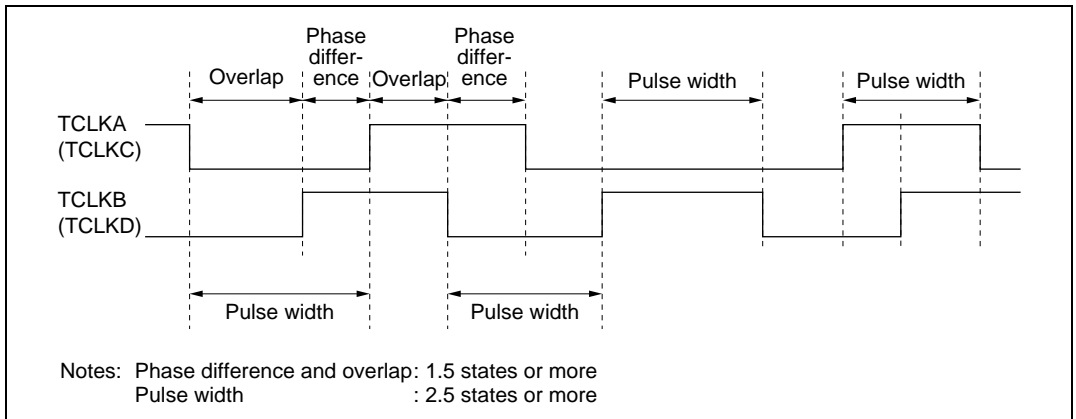 Phase
differ-
ence
Phase
differ-
ence
Overlap
Overlap
Pulse width
Pulse width
TCLKA
(TCLKC)
TCLKB
(TCLKD)
Pulse width
Pulse width
Notes: Phase difference and overlap: 1.5 states or more
Pulse width : 2.5 states or more